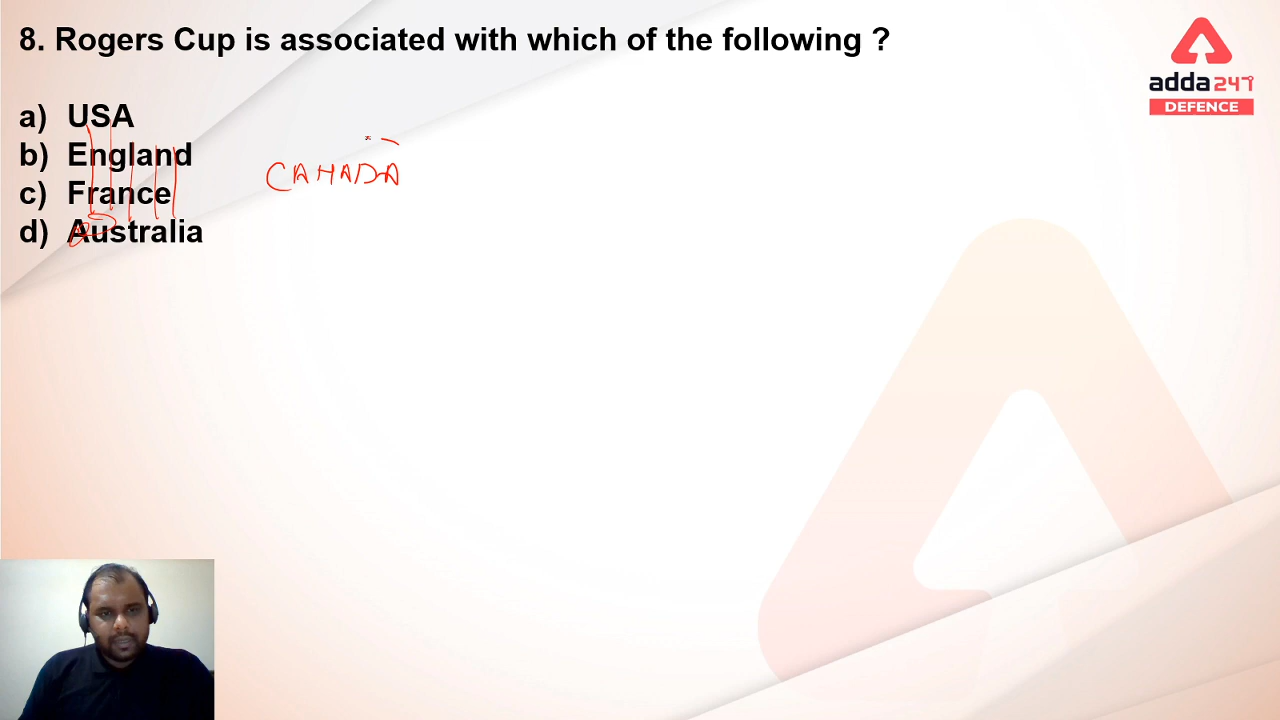 8. Rogers Cup is associated with which of the following ?
adda247
DEFENCE
a) USA
b) England
c) France
d) Australia
CANADA